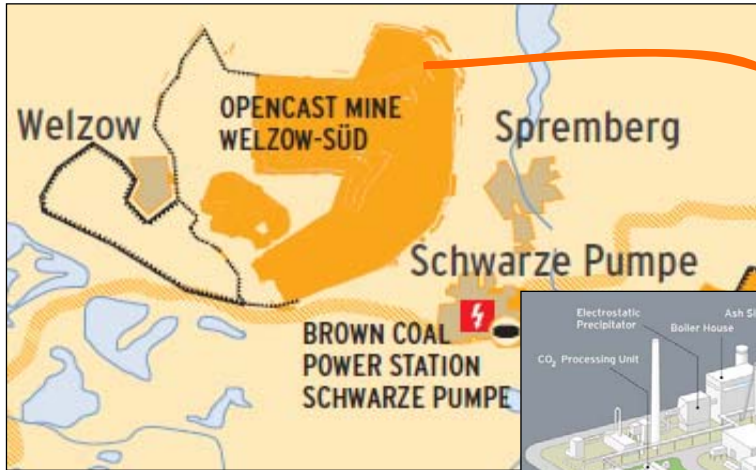 OPENCAST MINE
WELZOW-SÜD
Welzow
Spremberg
Schwarze Pumpe
BROWN COAL
POWER STATION
SCHWARZE PUMPE
Electrostatic
Precipitator
Ash
Boiler House
CO₂ Processing Unit